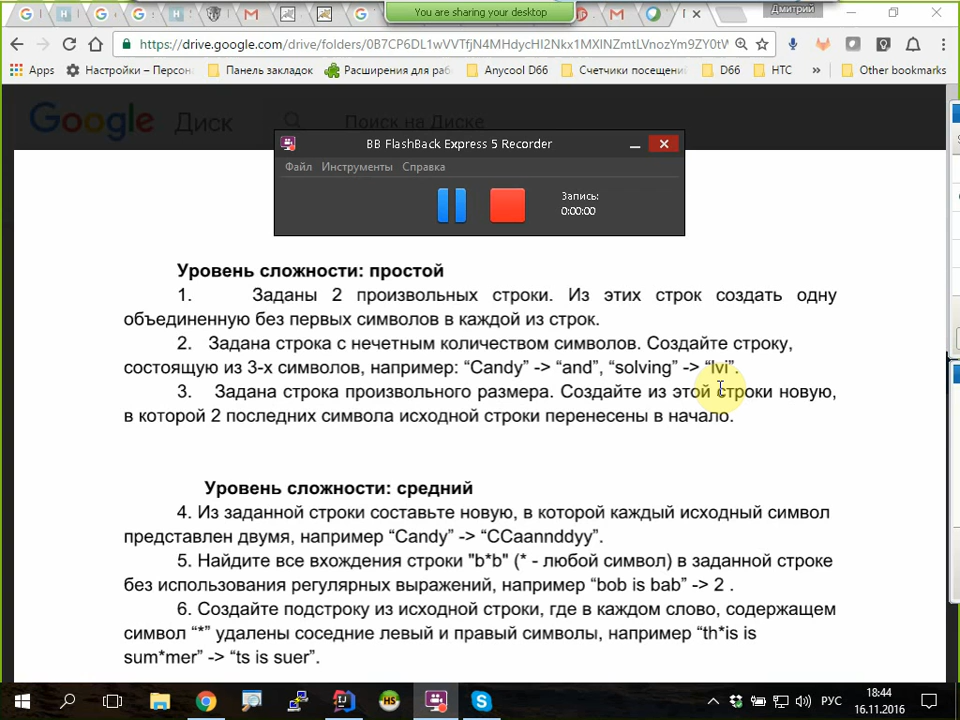 You are sharing your desktop
Дмитрий
https://drive.google.com/drive/folders/0B7CP6DL1wVVTfjN4MHdycHI2Nkx1MXlNZmtLVnozYm9ZY0tW
Apps
Настройки – Персон
Панель закладок
Расширения для раб
Anycool D66
Счетчики посещений
D66
НТС
»
Other bookmarks
Google Диск
Поиск на Диске
BB FlashBack Express 5 Recorder
Файл Инструменты Справка
Запись:
0:00:00
Уровень сложности: простой
1. Заданы 2 произвольных строки. Из этих строк создать одну
объединенную без первых символов в каждой из строк.
2. Задана строка с нечетным количеством символов. Создайте строку,
состоящую из 3-х символов, например: “Candy” -> “and”, “solving” -> “lvi”.
3. Задана строка произвольного размера. Создайте из этой строки новую,
в которой 2 последних символа исходной строки перенесены в начало.
Уровень сложности: средний
4. Из заданной строки составьте новую, в которой каждый исходный символ
представлен двумя, например “Candy” -> “CCaannddyy”.
5. Найдите все вхождения строки "b*b" (* - любой символ) в заданной строке
без использования регулярных выражений, например “bob is bab” -> 2 .
6. Создайте подстроку из исходной строки, где в каждом слово, содержащем
символ “*” удалены соседние левый и правый символы, например “th*is is
sum*mer” -> “ts is suer”.
РУС
18:44
16.11.2016